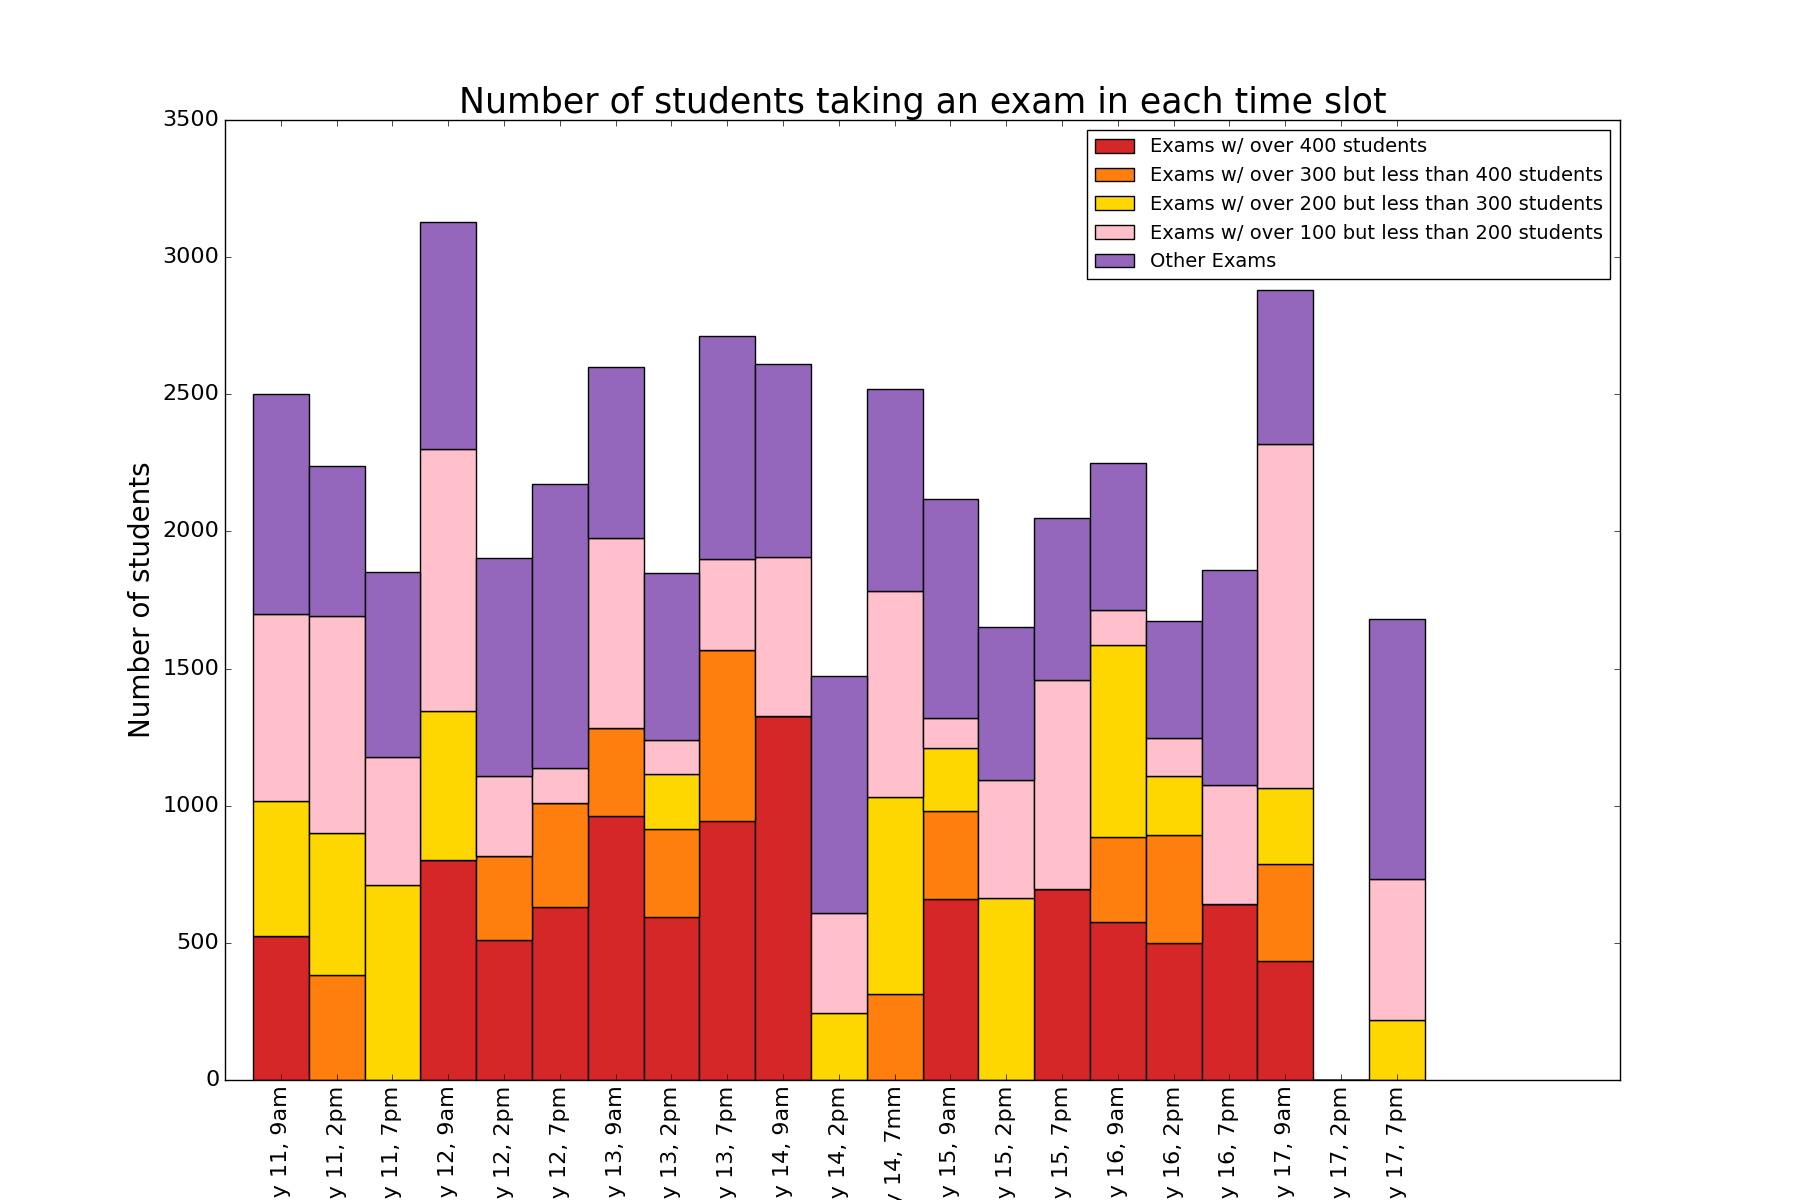 Number of students taking an exam in each time slot
Exams w/ over 400 students
Exams w/ over 300 but less than 400 students
Exams w/ over 200 but less than 300 students
Exams w/ over 100 but less than 200 students
Other Exams
Number of students
3500
3000
2500
2000
1500
1000
500
0
y 11, 9am
y 11, 2pm
y 11, 7pm
y 12, 9am
y 12, 2pm
y 12, 7pm
y 13, 9am
y 13, 2pm
y 13, 7pm
y 14, 9am
y 14, 2pm
y 14, 7mm
y 15, 9am
y 15, 2pm
y 15, 7pm
y 16, 9am
y 16, 2pm
y 16, 7pm
y 17, 9am
y 17, 2pm
y 17, 7pm